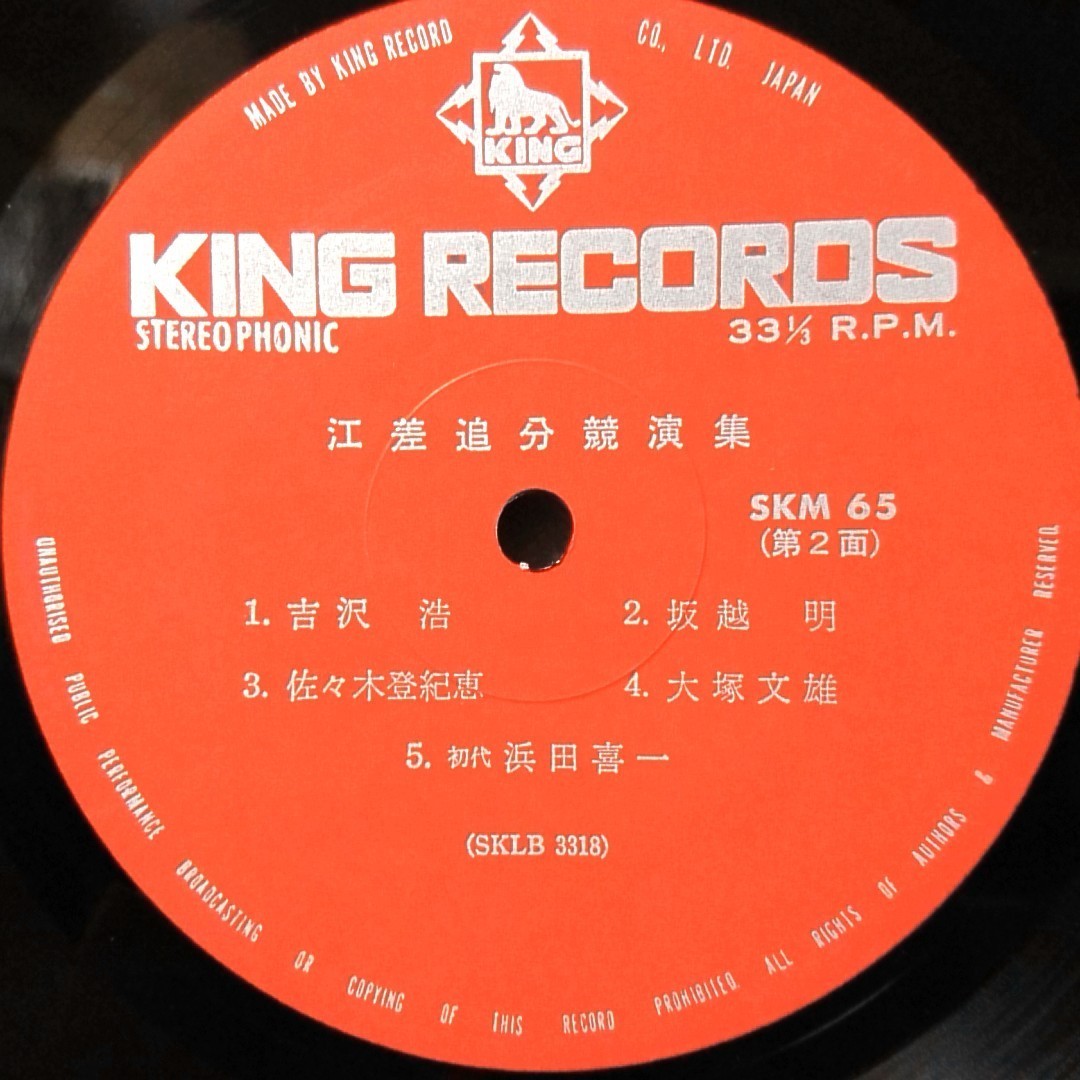 MADE BY KING RECORD CO., LTD. JAPAN
KING
KING RECORDS
STEREOPHONIC
33⅓ R.P.M.
江差追分競演集
SKM 65
(第2面)
1. 吉沢 浩
2. 坂越 明
3. 佐々木登紀恵
4. 大塚文雄
5. 初代 浜田喜一
(SKLB 3318)
UNAUTHORISED PUBLIC PERFORMANCE BROADCASTING OR COPYING OF THIS RECORD PROHIBITED. ALL RIGHTS OF AUTHORS & MANUFACTURER RESERVED.